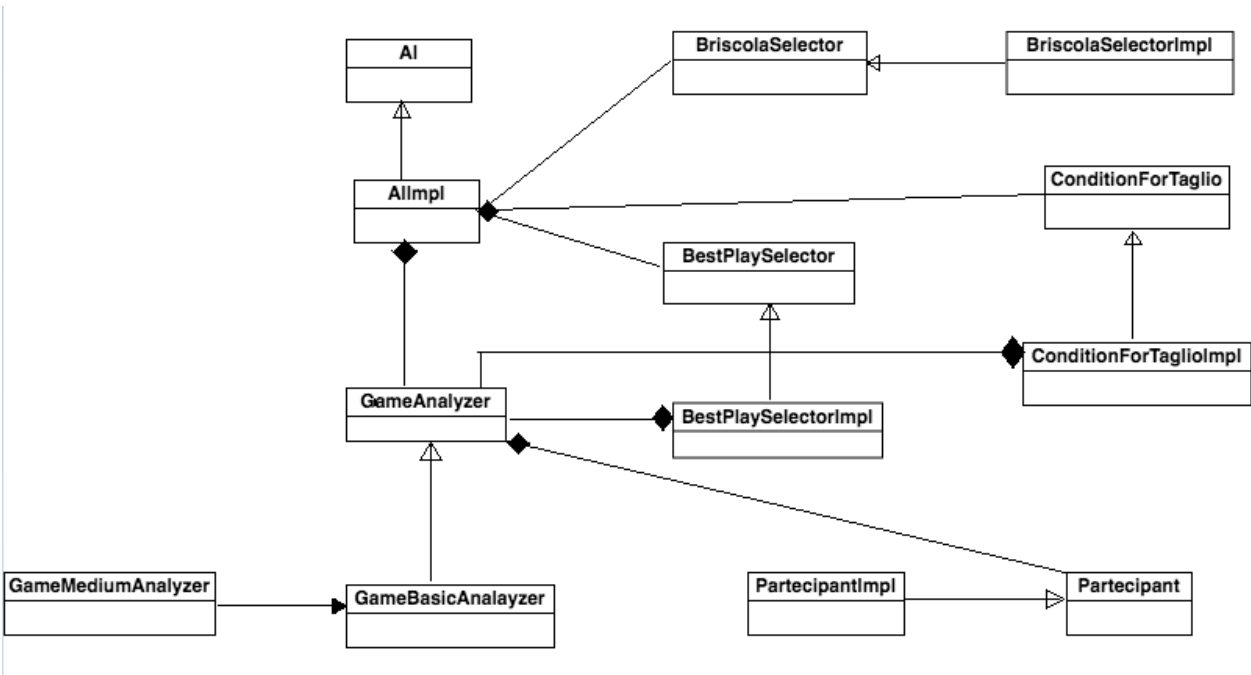 AI
BriscolaSelector
BriscolaSelectorImpl
AIImpl
ConditionForTaglio
BestPlaySelector
ConditionForTaglioImpl
GameAnalyzer
BestPlaySelectorImpl
GameMediumAnalyzer
GameBasicAnalayzer
PartecipantImpl
Partecipant